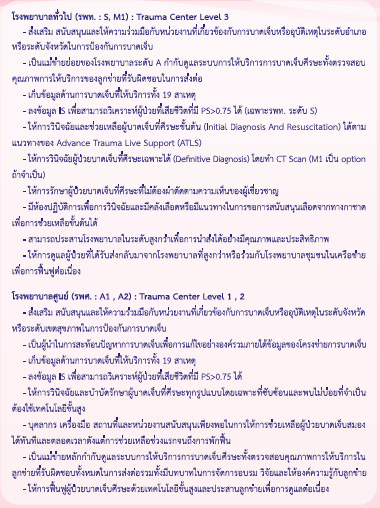 โรงพยาบาลทั่วไป (รพท. : S, M1) : Trauma Center Level 3
- ส่งเสริม สนับสนุนและให้ความร่วมมือกับหน่วยงานที่เกี่ยวข้องกับการบาดเจ็บหรืออุบัติเหตุในระดับอำเภอ
หรือระดับจังหวัดในการป้องกันการบาดเจ็บ
- เป็นแม่ข่ายย่อยของโรงพยาบาลระดับ A กำกับดูแลระบบการให้บริการการบาดเจ็บศีรษะทั้งตรวจสอบ
คุณภาพการให้บริการของลูกข่ายที่รับผิดชอบในการส่งต่อ
- เก็บข้อมูลด้านการบาดเจ็บที่ให้บริการทั้ง 19 สาเหตุ
- ลงข้อมูล IS เพื่อสามารถวิเคราะห์ผู้ป่วยที่เสียชีวิตที่มี PS>0.75 ได้ (เฉพาะรพท. ระดับ S)
- ให้การวินิจฉัยและช่วยเหลือผู้บาดเจ็บที่ศีรษะขั้นต้น (Initial Diagnosis And Resuscitation) ได้ตาม
แนวทางของ Advance Trauma Live Support (ATLS)
- ให้การวินิจฉัยผู้ป่วยบาดเจ็บที่ศีรษะเฉพาะได้ (Definitive Diagnosis) โดยทำ CT Scan (M1 เป็น option
ถ้าจำเป็น)
- ให้การรักษาผู้ป่วยบาดเจ็บที่ศีรษะที่ไม่ต้องผ่าตัดตามความเห็นของผู้เชี่ยวชาญ
- มีห้องปฏิบัติการเพื่อการวินิจฉัยและมีคลังเลือดหรือมีแนวทางในการขอการสนับสนุนเลือดจากทางกาชาด
เพื่อการช่วยเหลือขั้นต้นได้
- สามารถประสานโรงพยาบาลในระดับสูงกว่าเพื่อการนำส่งได้อย่างมีคุณภาพและประสิทธิภาพ
- ให้การดูแลผู้ป่วยที่ได้รับส่งกลับมาจากโรงพยาบาลที่สูงกว่าหรือร่วมกับโรงพยาบาลชุมชนในเครือข่าย
เพื่อการฟื้นฟูต่อเนื่อง
โรงพยาบาลศูนย์ (รพศ. : A1 , A2) : Trauma Center Level 1 , 2
- ส่งเสริม สนับสนุนและให้ความร่วมมือกับหน่วยงานที่เกี่ยวข้องกับการบาดเจ็บหรืออุบัติเหตุในระดับจังหวัด
หรือระดับเขตสุขภาพในการป้องกันการบาดเจ็บ
- เป็นผู้นำในการสะท้อนปัญหาการบาดเจ็บเพื่อการแก้ไขอย่างองค์รวมภายใต้ข้อมูลของโครงข่ายการบาดเจ็บ
- เก็บข้อมูลด้านการบาดเจ็บที่ให้บริการทั้ง 19 สาเหตุ
- ลงข้อมูล IS เพื่อสามารถวิเคราะห์ผู้ป่วยที่เสียชีวิตที่มี PS>0.75 ได้
- ให้การวินิจฉัยและบำบัดรักษาผู้บาดเจ็บที่ศีรษะทุกรูปแบบโดยเฉพาะที่ซับซ้อนและพบไม่บ่อยที่จำเป็น
ต้องใช้เทคโนโลยีชั้นสูง
- บุคลากร เครื่องมือ สถานที่และหน่วยงานสนับสนุนเพียงพอในการให้การช่วยเหลือผู้ป่วยบาดเจ็บสมอง
ได้ทันทีและตลอดเวลาตั้งแต่การช่วยเหลือช่วงแรกจนถึงการพักฟื้น
- เป็นแม่ข่ายหลักกำกับดูแลระบบการให้บริการการบาดเจ็บศีรษะทั้งตรวจสอบคุณภาพการให้บริการใน
ลูกข่ายที่รับผิดชอบทั้งหมดในการส่งต่อรวมทั้งมีบทบาทในการจัดการอบรม วิจัยและให้องค์ความรู้กับลูกข่าย
- ให้การฟื้นฟูผู้ป่วยบาดเจ็บศีรษะด้วยเทคโนโลยีชั้นสูงและประสานลูกข่ายเพื่อการดูแลต่อเนื่อง